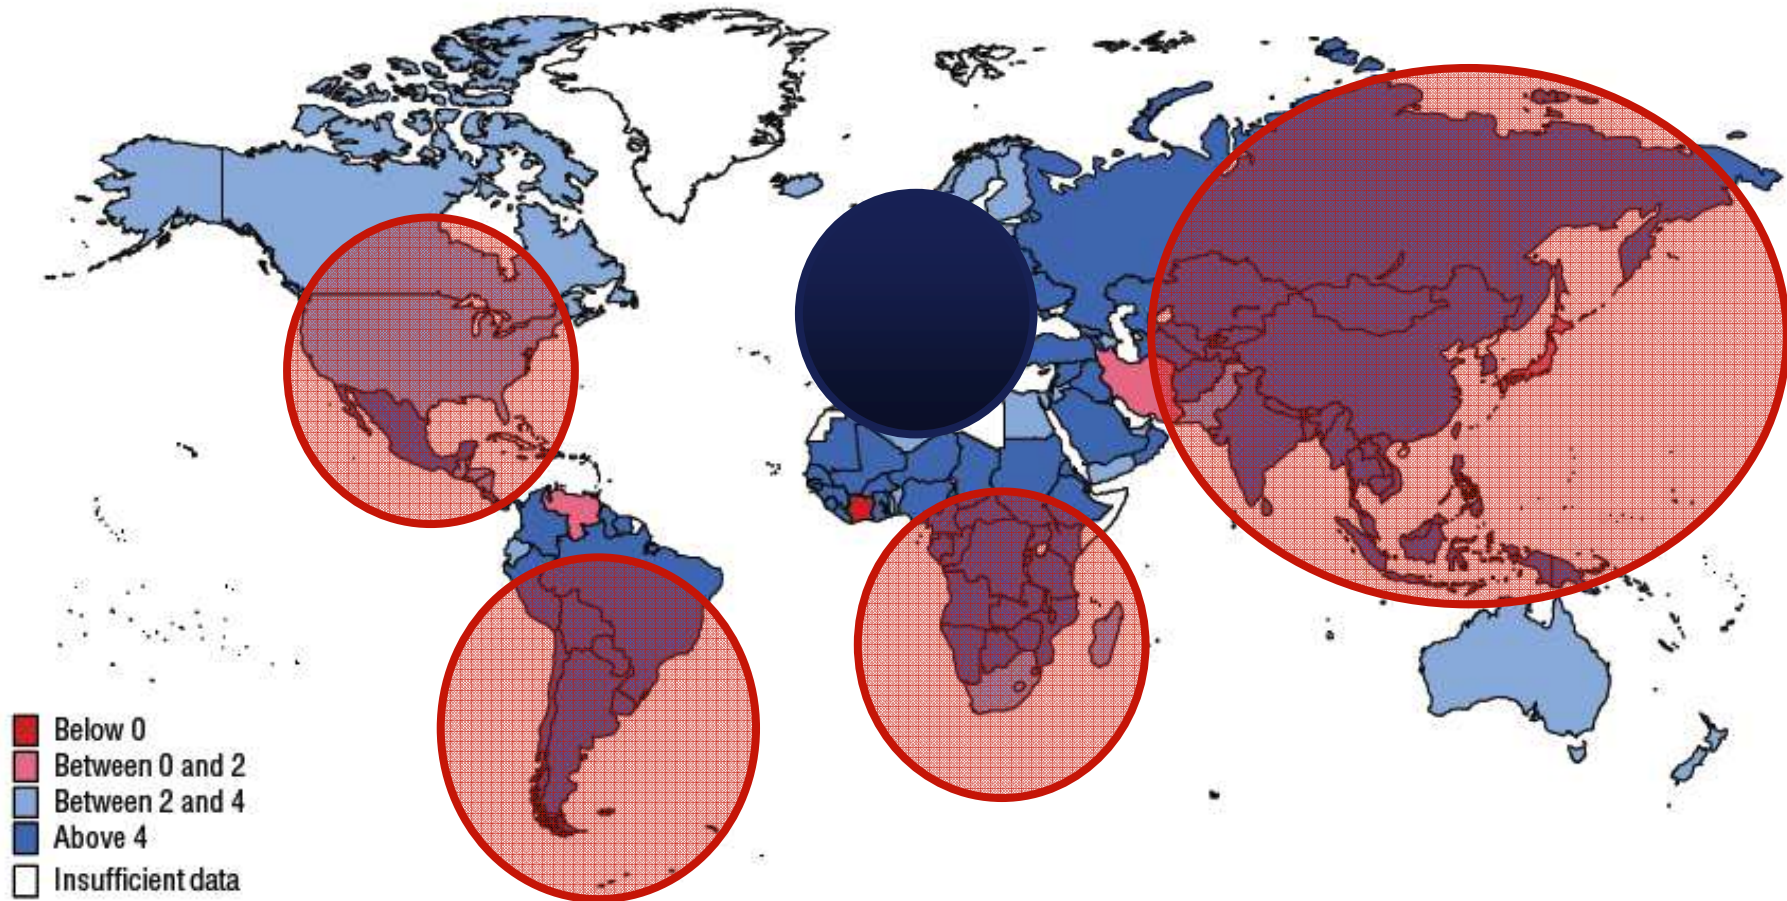 Below 0
Between 0 and 2
Between 2 and 4
Above 4
Insufficient data